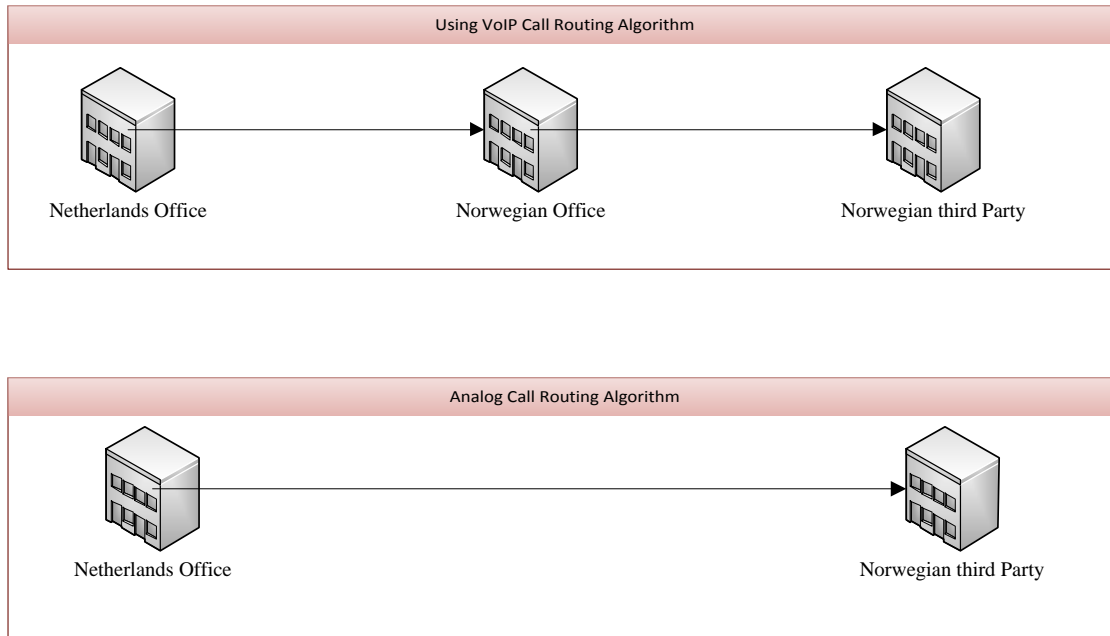 Using VoIP Call Routing Algorithm
Netherlands Office
Norwegian Office
Norwegian third Party
Analog Call Routing Algorithm
Netherlands Office
Norwegian third Party